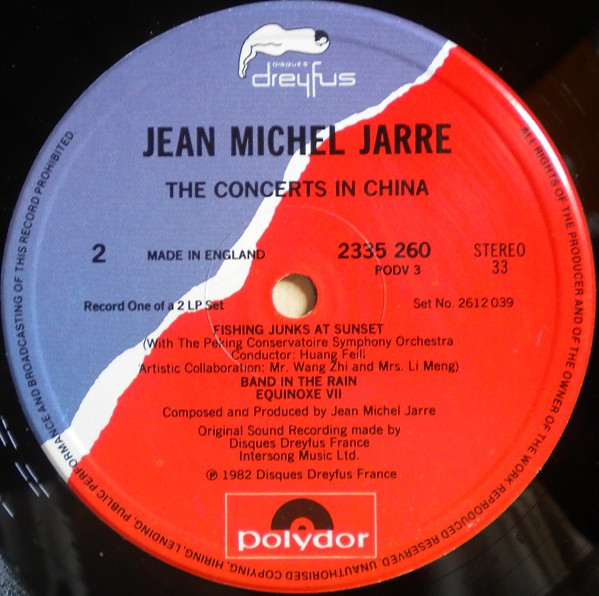 DISQUES
dreyfus
JEAN MICHEL JARRE
THE CONCERTS IN CHINA
2 MADE IN ENGLAND 2335 260 STEREO
PODV 3 33
Record One of a 2 LP Set Set No. 2612 039
FISHING JUNKS AT SUNSET
(With The Peking Conservatoire Symphony Orchestra
Conductor: Huang Feili
Artistic Collaboration: Mr. Wang Zhi and Mrs. Li Meng)
BAND IN THE RAIN
EQUINOXE VII
Composed and Produced by Jean Michel Jarre
Original Sound Recording made by
Disques Dreyfus France
Intersong Music Ltd.
℗ 1982 Disques Dreyfus France
polydor
ALL RIGHTS OF THE PRODUCER AND OF THE OWNER OF THE WORK REPRODUCED RESERVED. UNAUTHORISED COPYING, HIRING, LENDING, PUBLIC PERFORMANCE AND BROADCASTING OF THIS RECORD PROHIBITED